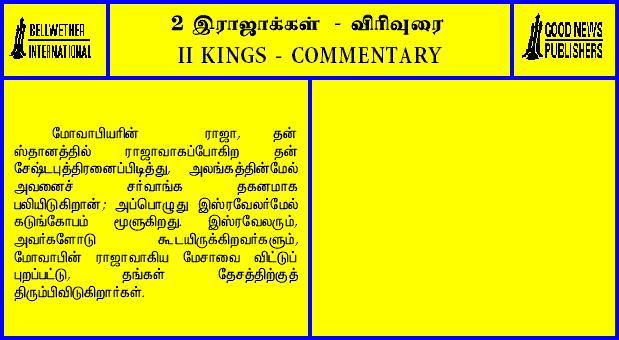 BELLWETHER
INTERNATIONAL
2 இராஜாக்கள் - விரிவுரை
II KINGS - COMMENTARY
GOOD NEWS
PUBLISHERS
மோவாபியரின் ராஜா, தன்
ஸ்தானத்தில் ராஜாவாகப்போகிற தன்
சேஷ்டபுத்திரனைப்பிடித்து, அலங்கத்தின்மேல்
அவனைச் சர்வாங்க தகனமாக
பலியிடுகிறான்; அப்பொழுது இஸ்ரவேலர்மேல்
கடுங்கோபம் மூளுகிறது. இஸ்ரவேலரும்,
அவர்களோடு கூடயிருக்கிறவர்களும்,
மோவாபின் ராஜாவாகிய மேசாவை விட்டுப்
புறப்பட்டு, தங்கள் தேசத்திற்குத்
திரும்பிவிடுகிறார்கள்.